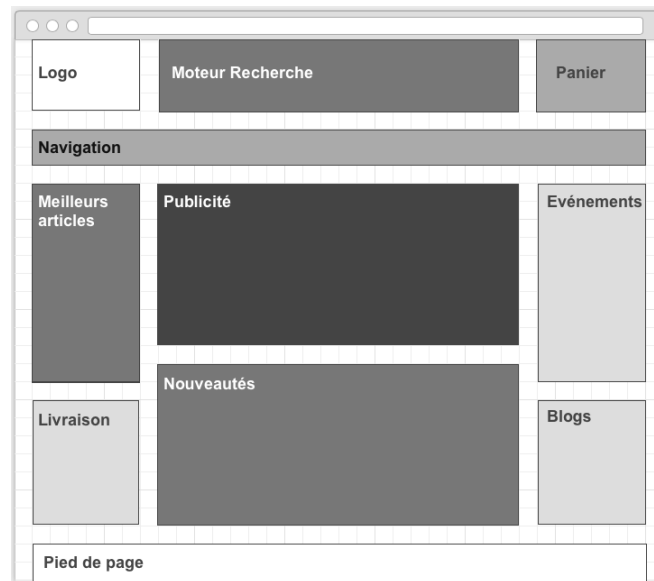 Logo
Moteur Recherche
Panier
Navigation
Meilleurs
articles
Publicité
Evénements
Nouveautés
Livraison
Blogs
Pied de page